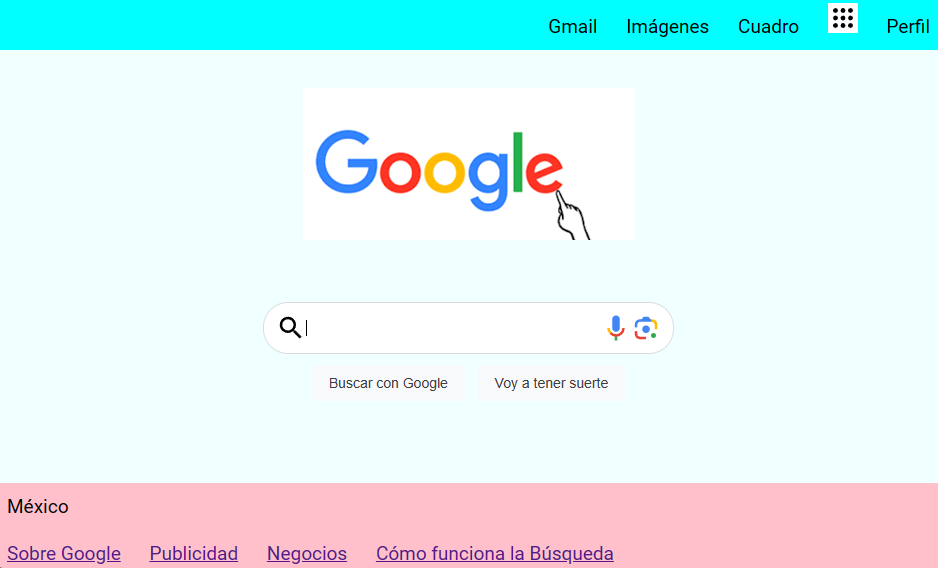 Gmail Imágenes Cuadro Perfil
Google
Buscar con Google Voy a tener suerte
México
Sobre Google Publicidad Negocios Cómo funciona la Búsqueda